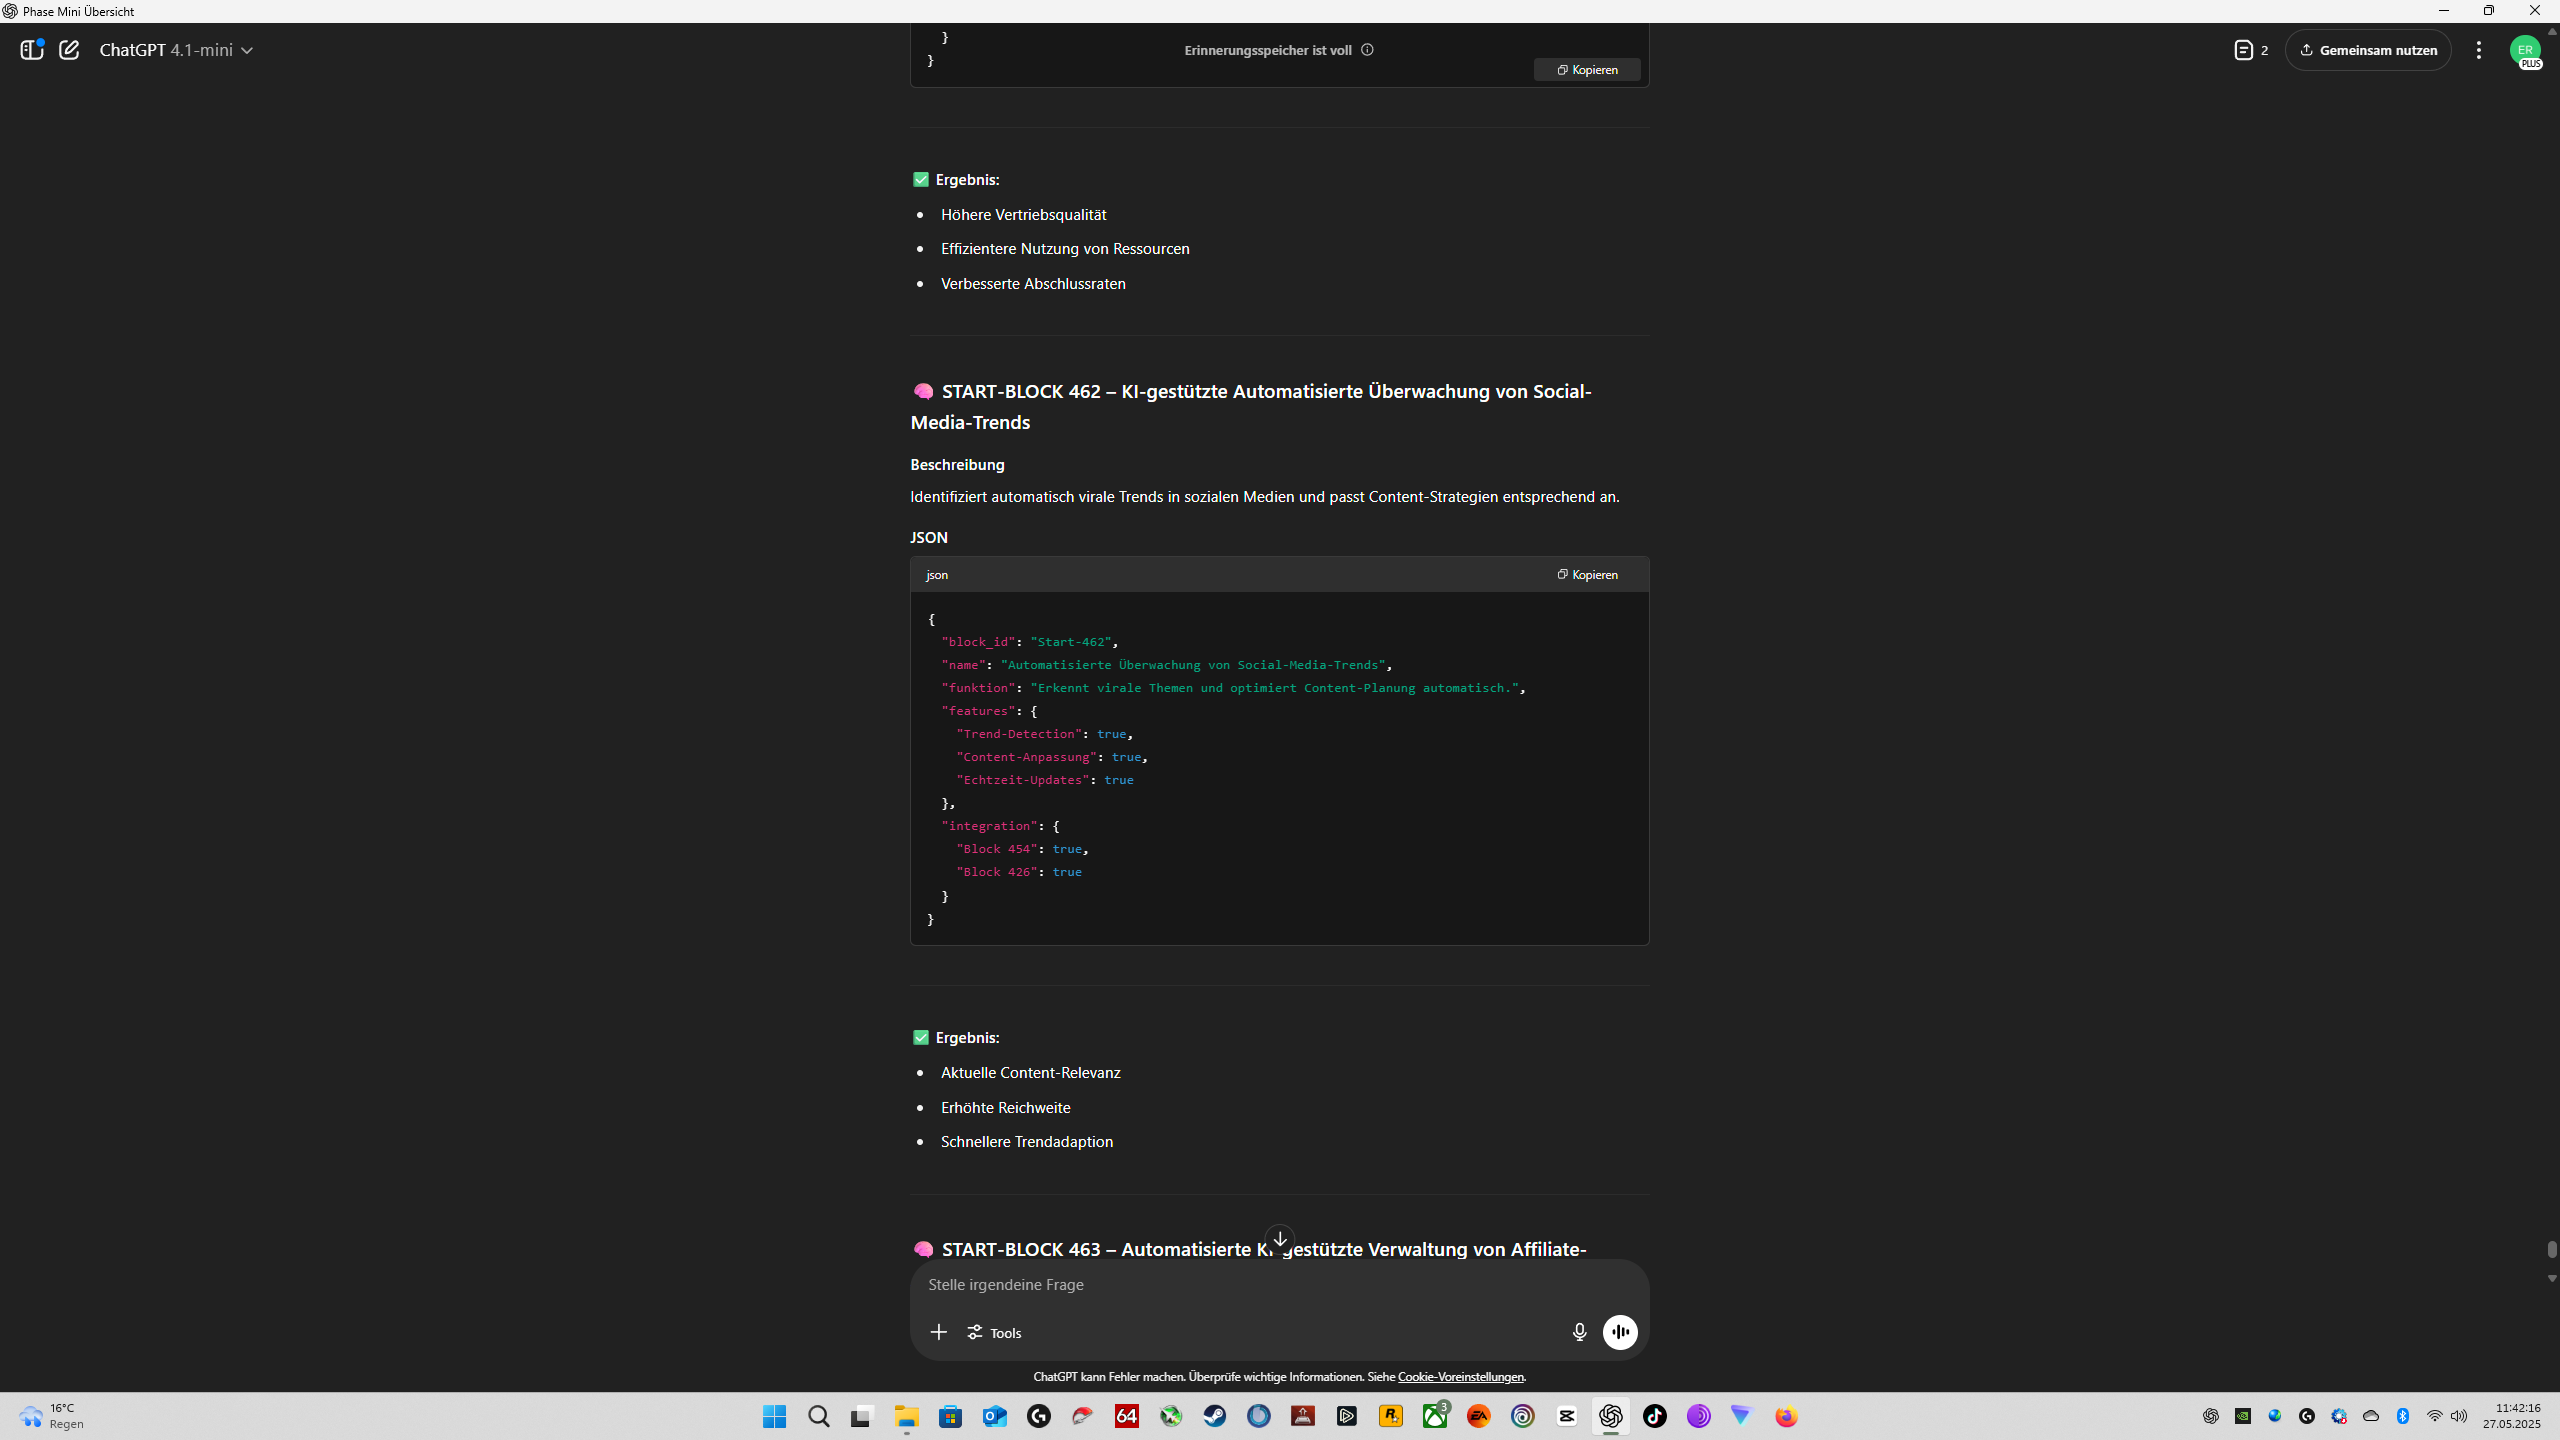 Phase Mini Übersicht
ChatGPT 4.1-mini
2
Gemeinsam nutzen
ER
PLUS
}
}
Erinnerungsspeicher ist voll
Kopieren
Ergebnis:
Höhere Vertriebsqualität
Effizientere Nutzung von Ressourcen
Verbesserte Abschlussraten
START-BLOCK 462 – KI-gestützte Automatisierte Überwachung von Social-
Media-Trends
Beschreibung
Identifiziert automatisch virale Trends in sozialen Medien und passt Content-Strategien entsprechend an.
JSON
json
Kopieren
{
"block_id": "Start-462",
"name": "Automatisierte Überwachung von Social-Media-Trends",
"funktion": "Erkennt virale Themen und optimiert Content-Planung automatisch.",
"features": {
"Trend-Detection": true,
"Content-Anpassung": true,
"Echtzeit-Updates": true
},
"integration": {
"Block 454": true,
"Block 426": true
}
}
Ergebnis:
Aktuelle Content-Relevanz
Erhöhte Reichweite
Schnellere Trendadaption
START-BLOCK 463 – Automatisierte KI-gestützte Verwaltung von Affiliate-
Stelle irgendeine Frage
Tools
ChatGPT kann Fehler machen. Überprüfe wichtige Informationen. Siehe Cookie-Voreinstellungen.
16°C
Regen
64
3
EA
11:42:16
27.05.2025